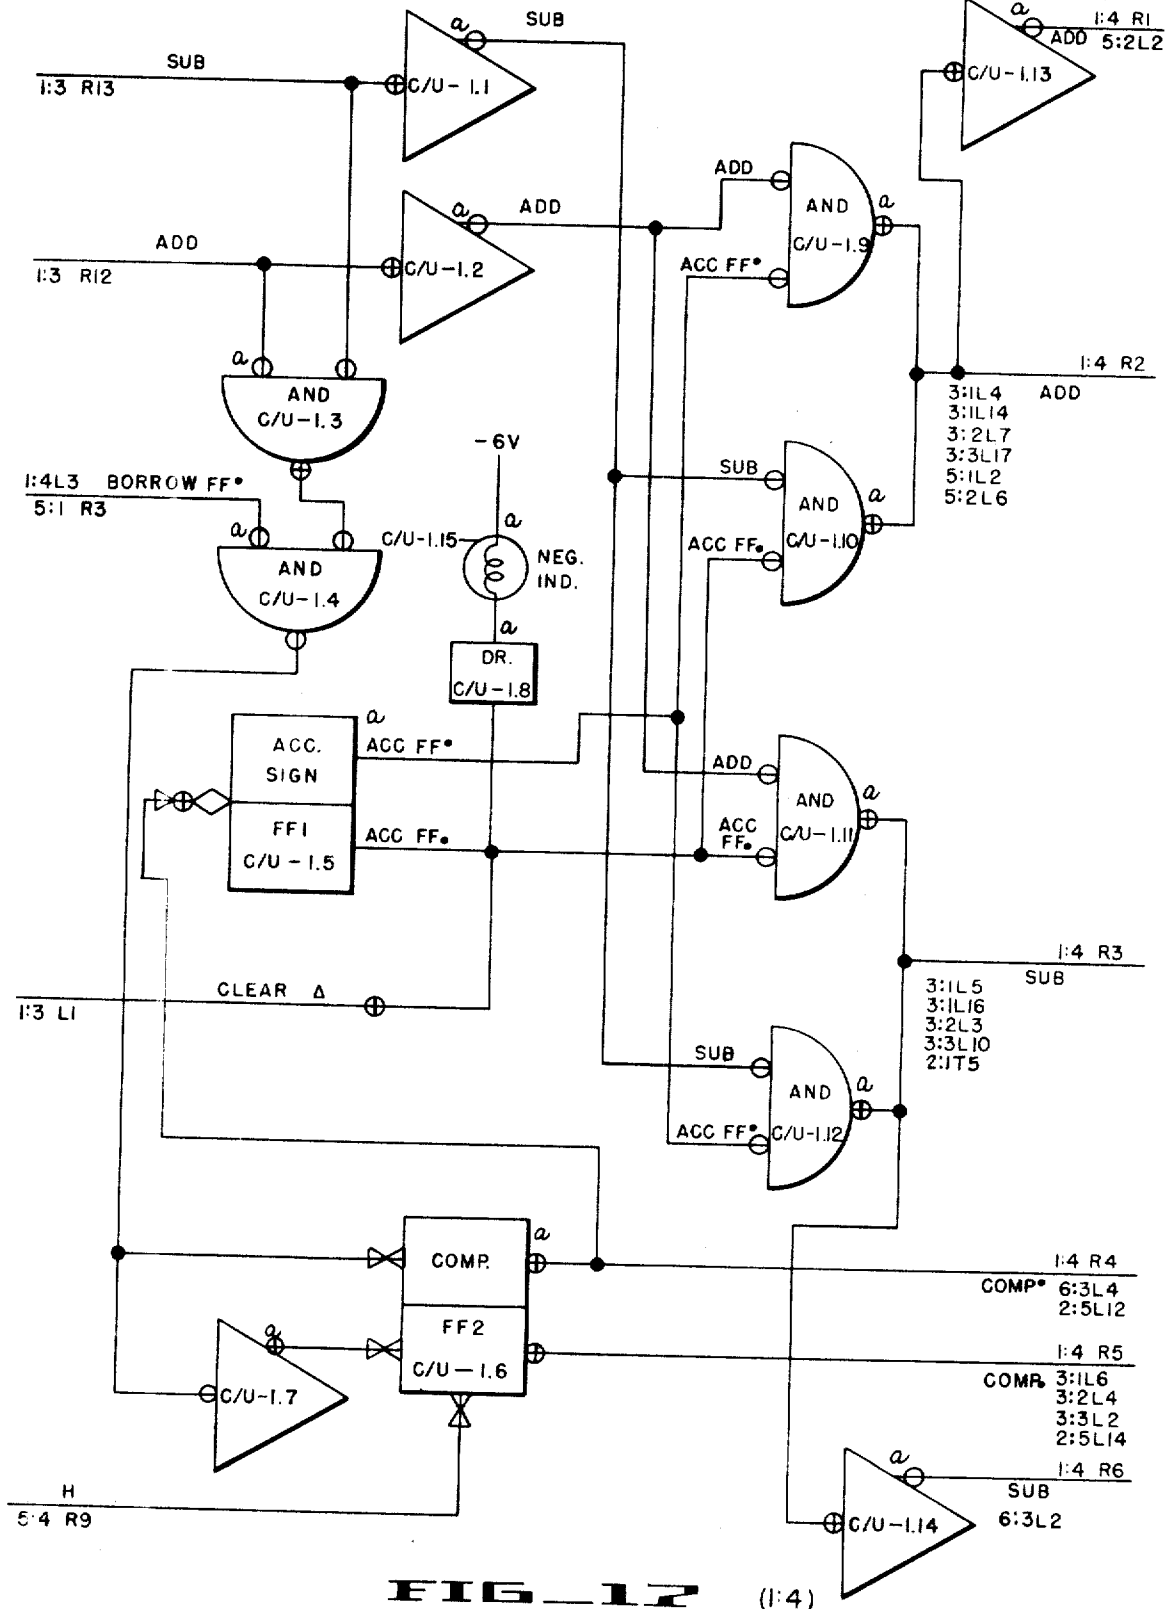 a
SUB
SUB
1:3 R13
C/U-1.1
a
1:4 R1
ADD 5:2L2
C/U-1.13
a
ADD
ADD
1:3 R12
C/U-1.2
ADD
a
AND
C/U-1.9
ACC FF•
a
AND
C/U-1.3
1:4 R2
ADD
3:1L4
3:1L14
3:2L7
3:3L17
5:1L2
5:2L6
1:4L3 BORROW FF•
5:1 R3
a
AND
C/U-1.4
-6V
a
C/U-1.15
NEG.
IND.
a
DR.
C/U-1.8
SUB
a
AND
C/U-1.10
ACC FF.
a
ACC.
SIGN
ACC FF•
FF1
C/U-1.5
ACC FF.
ADD
a
AND
C/U-1.11
ACC
FF.
CLEAR Δ
1:3 L1
1:4 R3
SUB
3:1L5
3:1L16
3:2L3
3:3L10
2:1T5
SUB
a
AND
C/U-1.12
ACC FF•
a
COMP.
FF2
C/U-1.6
1:4 R4
COMP• 6:3L4
2:5L12
a
C/U-1.7
1:4 R5
COMP. 3:1L6
3:2L4
3:3L2
2:5L14
H
5:4 R9
a
C/U-1.14
1:4 R6
SUB
6:3L2
FIG_17 (1:4)